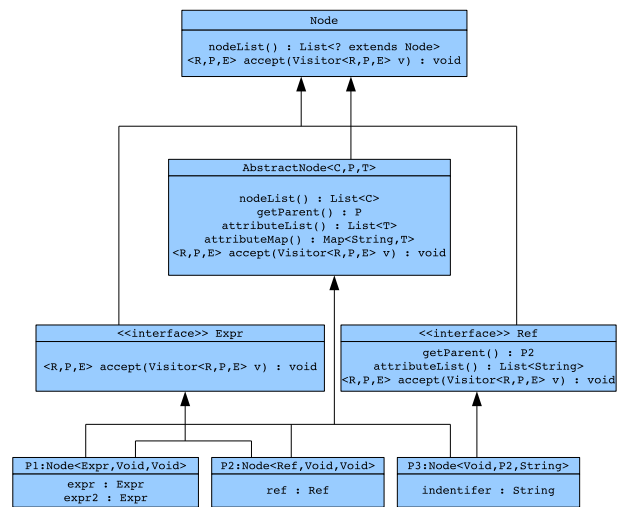 Node
nodeList() : List<? extends Node>
<R,P,E> accept(Visitor<R,P,E> v) : void
AbstractNode<C,P,T>
nodeList() : List<C>
getParent() : P
attributeList() : List<T>
attributeMap() : Map<String,T>
<R,P,E> accept(Visitor<R,P,E> v) : void
<<interface>> Expr
<R,P,E> accept(Visitor<R,P,E> v) : void
<<interface>> Ref
getParent() : P2
attributeList() : List<String>
<R,P,E> accept(Visitor<R,P,E> v) : void
P1:Node<Expr,Void,Void>
expr : Expr
expr2 : Expr
P2:Node<Ref,Void,Void>
ref : Ref
P3:Node<Void,P2,String>
indentifer : String